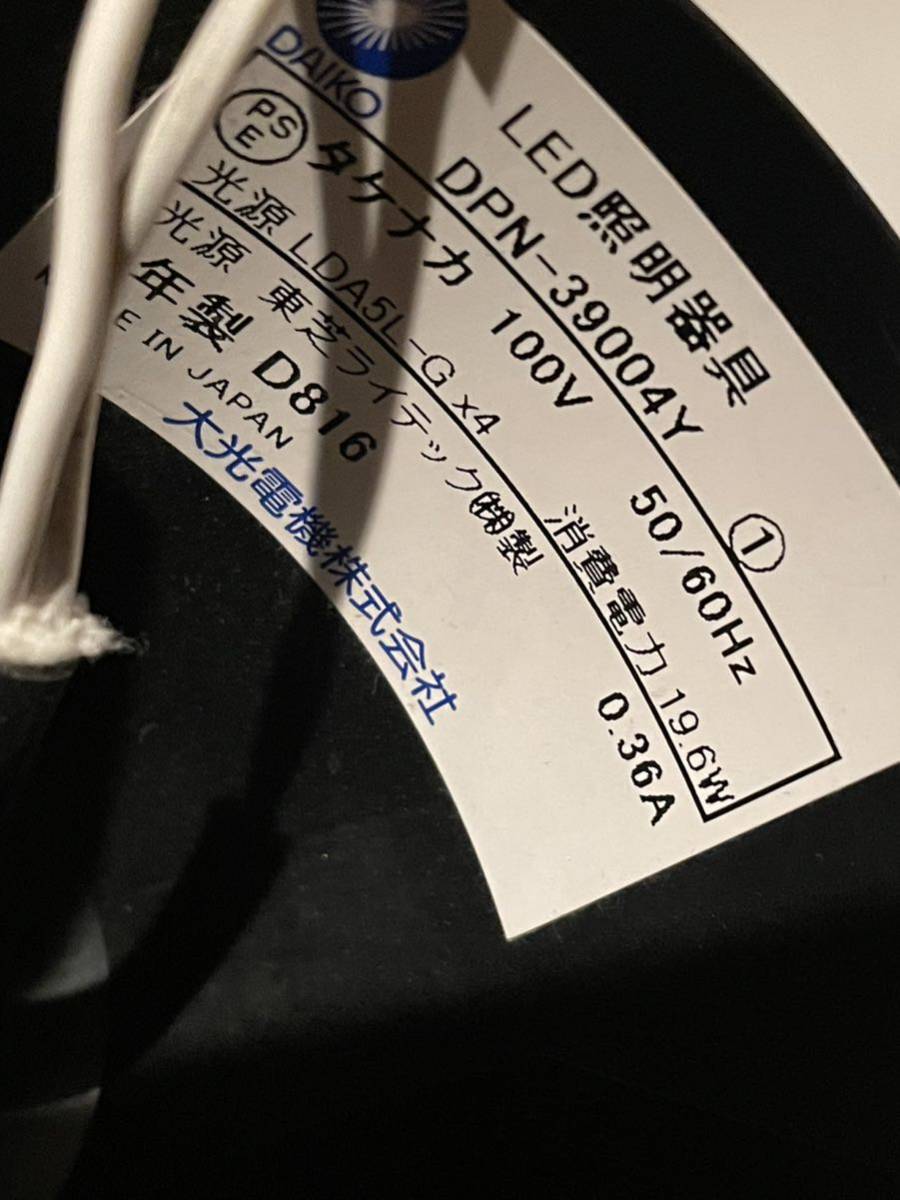 DAIKO
LED照明器具
DPN-39004Y ①
PSE タケナカ 100V 50/60Hz
光源 LDA5L-G x4 消費電力 19.6W
光源 東芝ライテック㈱製 0.36A
年製 D816
E IN JAPAN
大光電機株式会社